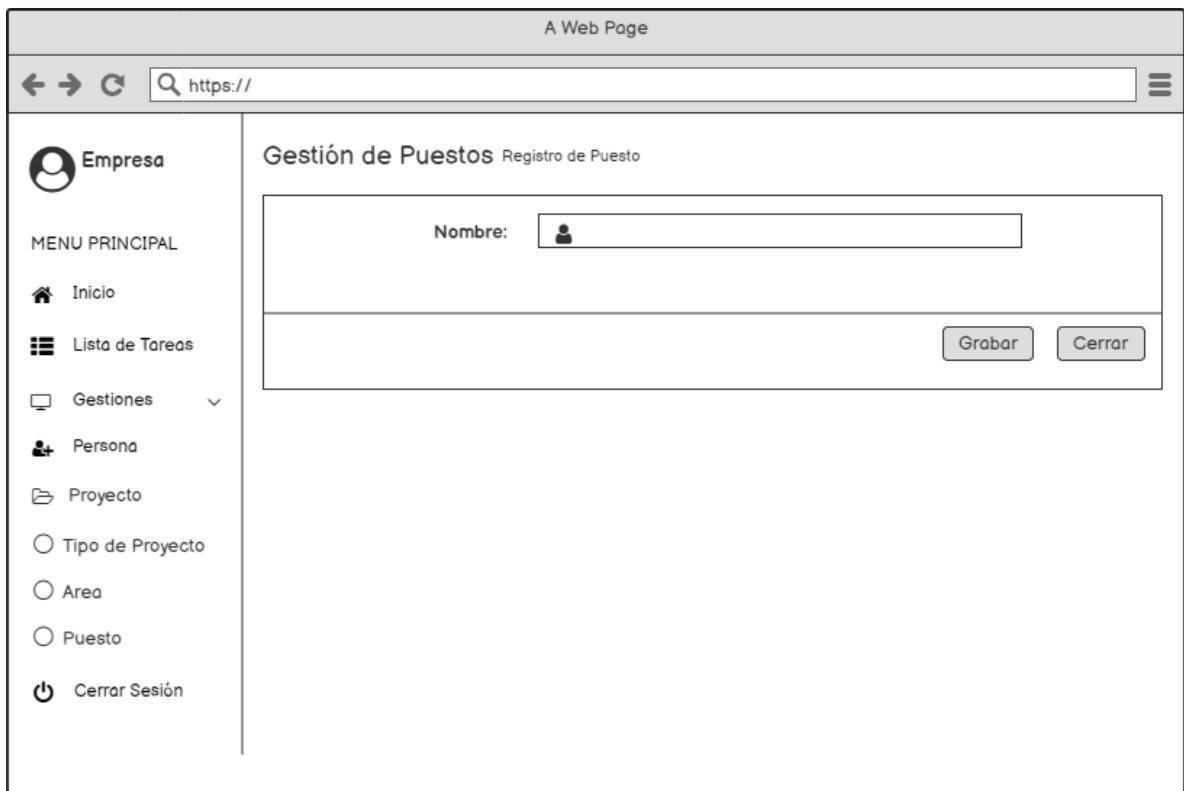 A Web Page
https://
Empresa
MENU PRINCIPAL
Inicio
Lista de Tareas
Gestiones
Persona
Proyecto
Tipo de Proyecto
Area
Puesto
Cerrar Sesión
Gestión de Puestos Registro de Puesto
Nombre:
Grabar Cerrar